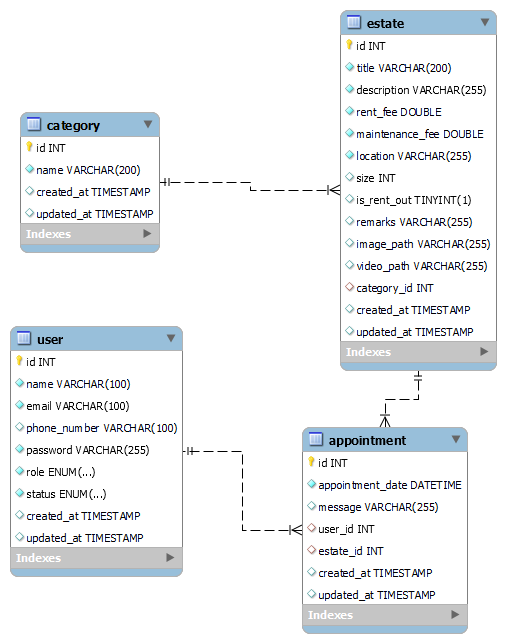 estate
id INT
title VARCHAR(200)
description VARCHAR(255)
rent_fee DOUBLE
maintenance_fee DOUBLE
location VARCHAR(255)
size INT
is_rent_out TINYINT(1)
remarks VARCHAR(255)
image_path VARCHAR(255)
video_path VARCHAR(255)
category_id INT
created_at TIMESTAMP
updated_at TIMESTAMP
Indexes
category
id INT
name VARCHAR(200)
created_at TIMESTAMP
updated_at TIMESTAMP
Indexes
user
id INT
name VARCHAR(100)
email VARCHAR(100)
phone_number VARCHAR(100)
password VARCHAR(255)
role ENUM(...)
status ENUM(...)
created_at TIMESTAMP
updated_at TIMESTAMP
Indexes
appointment
id INT
appointment_date DATETIME
message VARCHAR(255)
user_id INT
estate_id INT
created_at TIMESTAMP
updated_at TIMESTAMP
Indexes